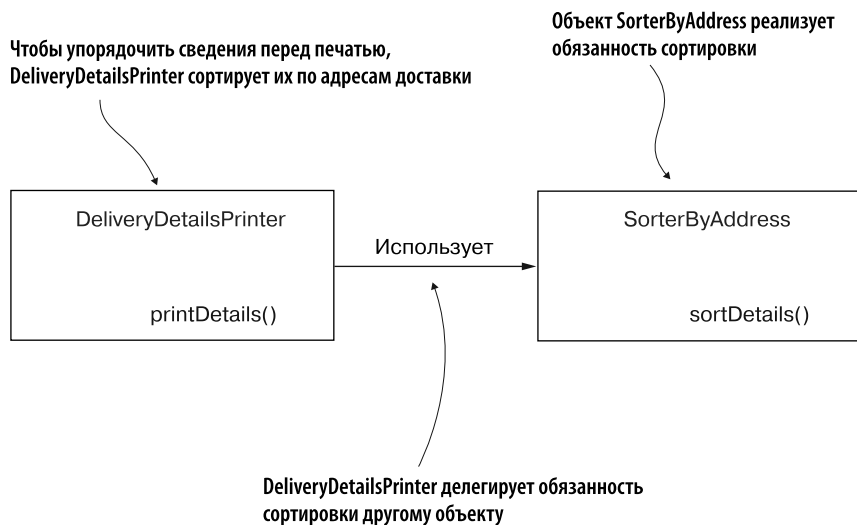 Чтобы упорядочить сведения перед печатью,
DeliveryDetailsPrinter сортирует их по адресам доставки
Объект SorterByAddress реализует
обязанность сортировки
DeliveryDetailsPrinter
printDetails()
Использует
SorterByAddress
sortDetails()
DeliveryDetailsPrinter делегирует обязанность
сортировки другому объекту